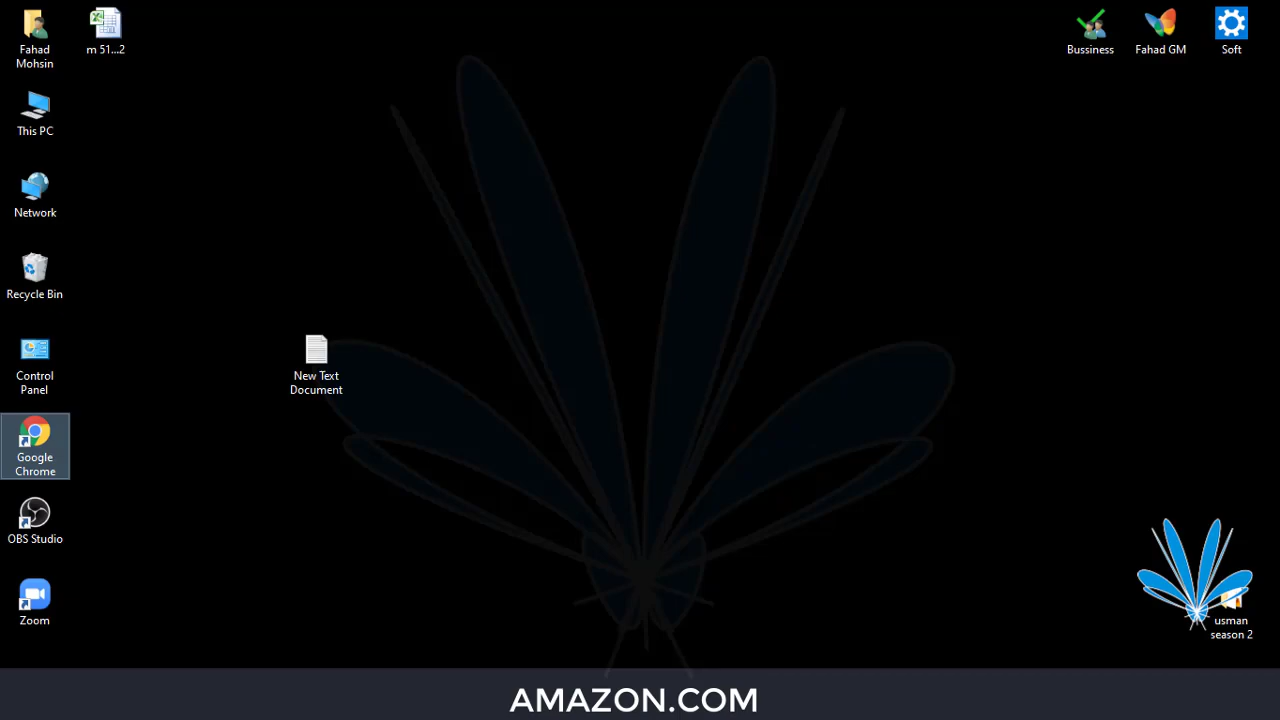 Fahad
Mohsin
m 51...2
Bussiness
Fahad GM
Soft
This PC
Network
Recycle Bin
Control
Panel
New Text
Document
Google
Chrome
OBS Studio
Zoom
usman
season 2
AMAZON.COM